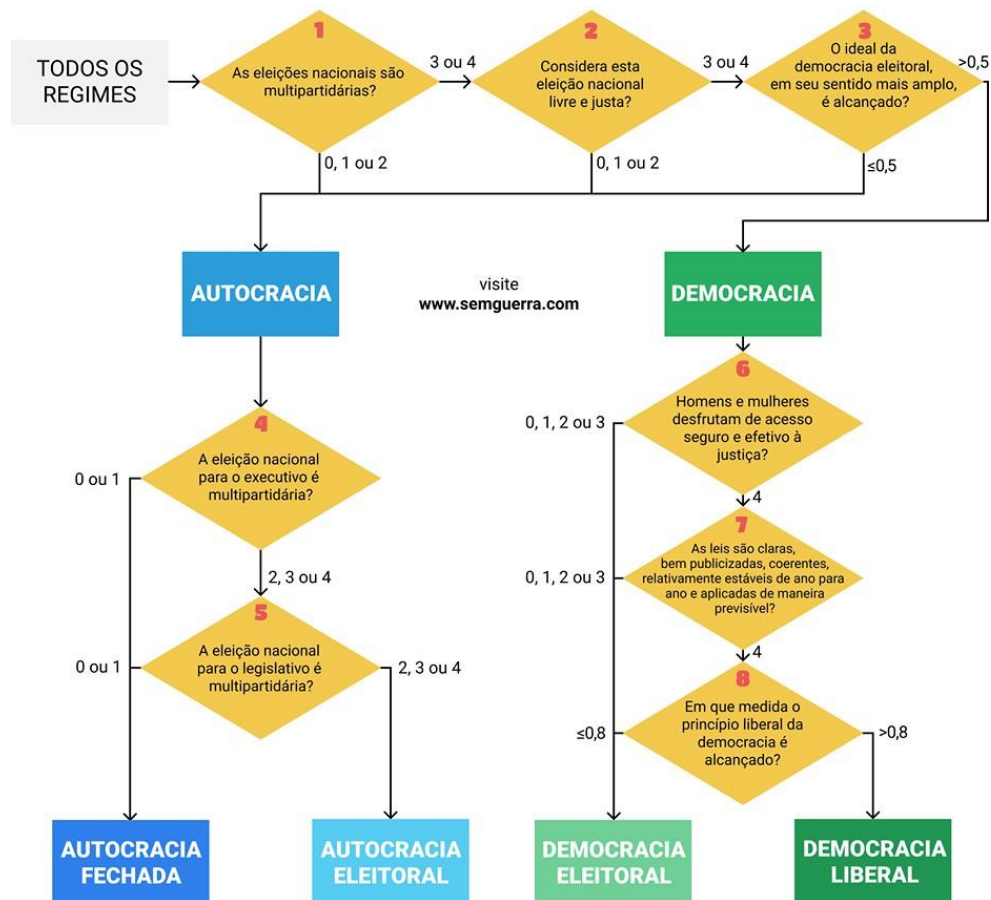 TODOS OS
REGIMES
1
As eleições nacionais são
multipartidárias?
3 ou 4
0, 1 ou 2
2
Considera esta
eleição nacional
livre e justa?
3 ou 4
0, 1 ou 2
3
O ideal da
democracia eleitoral,
em seu sentido mais amplo,
é alcançado?
>0,5
≤0,5
AUTOCRACIA
visite
www.semguerra.com
DEMOCRACIA
4
A eleição nacional
para o executivo é
multipartidária?
0 ou 1
2, 3 ou 4
5
A eleição nacional
para o legislativo é
multipartidária?
0 ou 1
2, 3 ou 4
6
Homens e mulheres
desfrutam de acesso
seguro e efetivo à
justiça?
0, 1, 2 ou 3
4
7
As leis são claras,
bem publicizadas, coerentes,
relativamente estáveis de ano para
ano e aplicadas de maneira
previsível?
0, 1, 2 ou 3
4
8
Em que medida o
princípio liberal da
democracia é
alcançado?
≤0,8
>0,8
AUTOCRACIA
FECHADA
AUTOCRACIA
ELEITORAL
DEMOCRACIA
ELEITORAL
DEMOCRACIA
LIBERAL